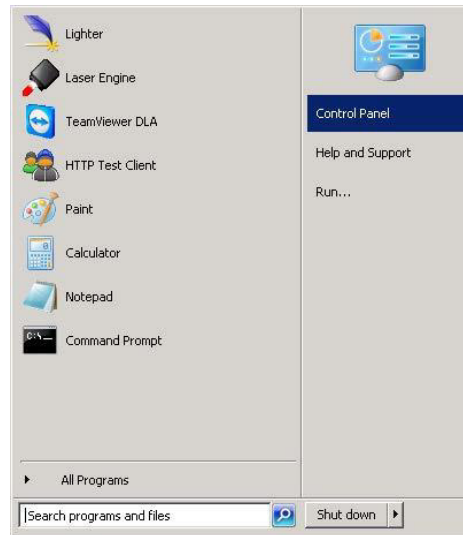 Lighter
Laser Engine
TeamViewer DLA
HTTP Test Client
Paint
Calculator
Notepad
Command Prompt
All Programs
Search programs and files
Control Panel
Help and Support
Run...
Shut down